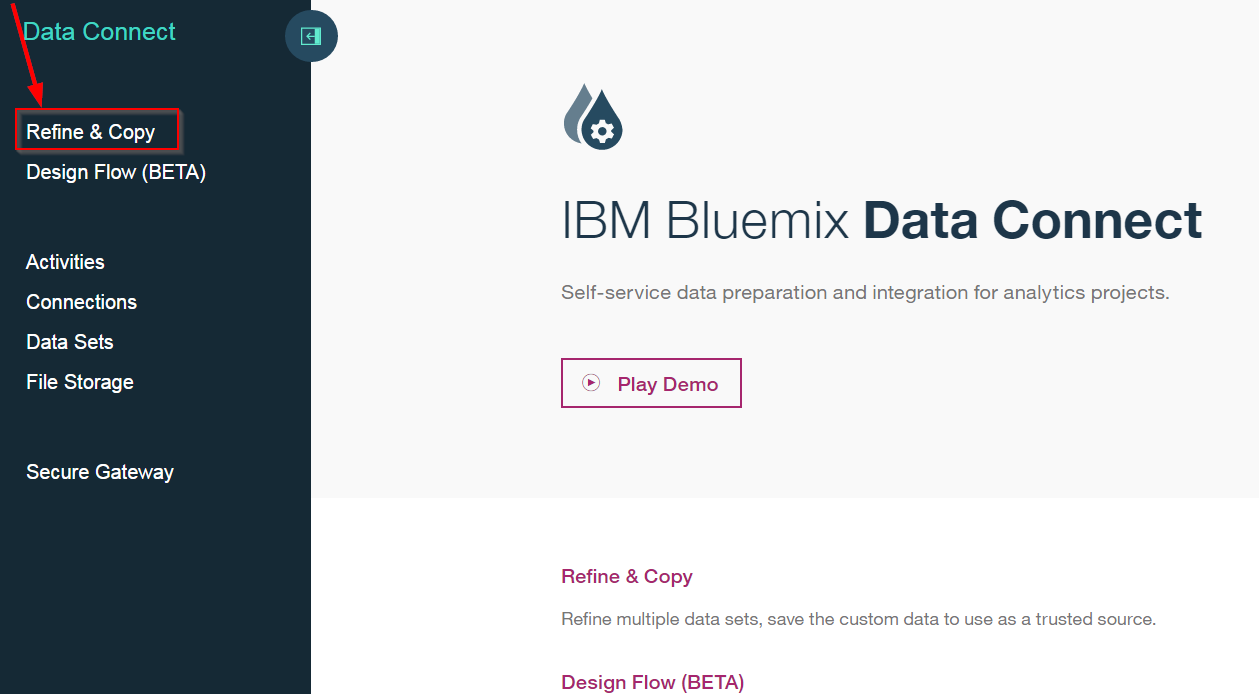 Data Connect
Refine & Copy
Design Flow (BETA)
Activities
Connections
Data Sets
File Storage
Secure Gateway
IBM Bluemix Data Connect
Self-service data preparation and integration for analytics projects.
Play Demo
Refine & Copy
Refine multiple data sets, save the custom data to use as a trusted source.
Design Flow (BETA)